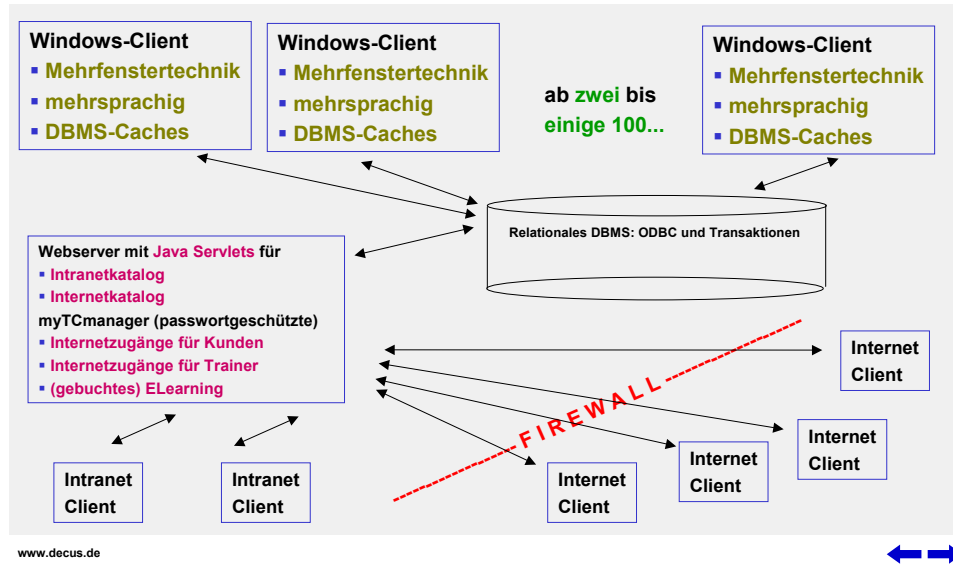 Windows-Client
▪ Mehrfenstertechnik
▪ mehrsprachig
▪ DBMS-Caches
Windows-Client
▪ Mehrfenstertechnik
▪ mehrsprachig
▪ DBMS-Caches
ab zwei bis
einige 100...
Windows-Client
▪ Mehrfenstertechnik
▪ mehrsprachig
▪ DBMS-Caches
Relationales DBMS: ODBC und Transaktionen
Webserver mit Java Servlets für
▪ Intranetkatalog
▪ Internetkatalog
myTCmanager (passwortgeschützte)
▪ Internetzugänge für Kunden
▪ Internetzugänge für Trainer
▪ (gebuchtes) ELearning
FIREWALL
Internet
Client
Internet
Client
Internet
Client
Internet
Client
Intranet
Client
Intranet
Client
www.decus.de